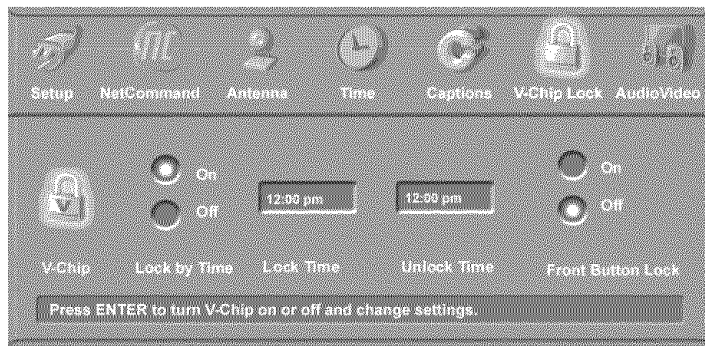 Setup NetCommand Antenna Time Captions V-Chip Lock AudioVideo
On On
12:00 pm 12:00 pm
Off Off
V-Chip Lock by Time Lock Time Unlock Time Front Button Lock
Press ENTER to turn V-Chip on or off and change settings.